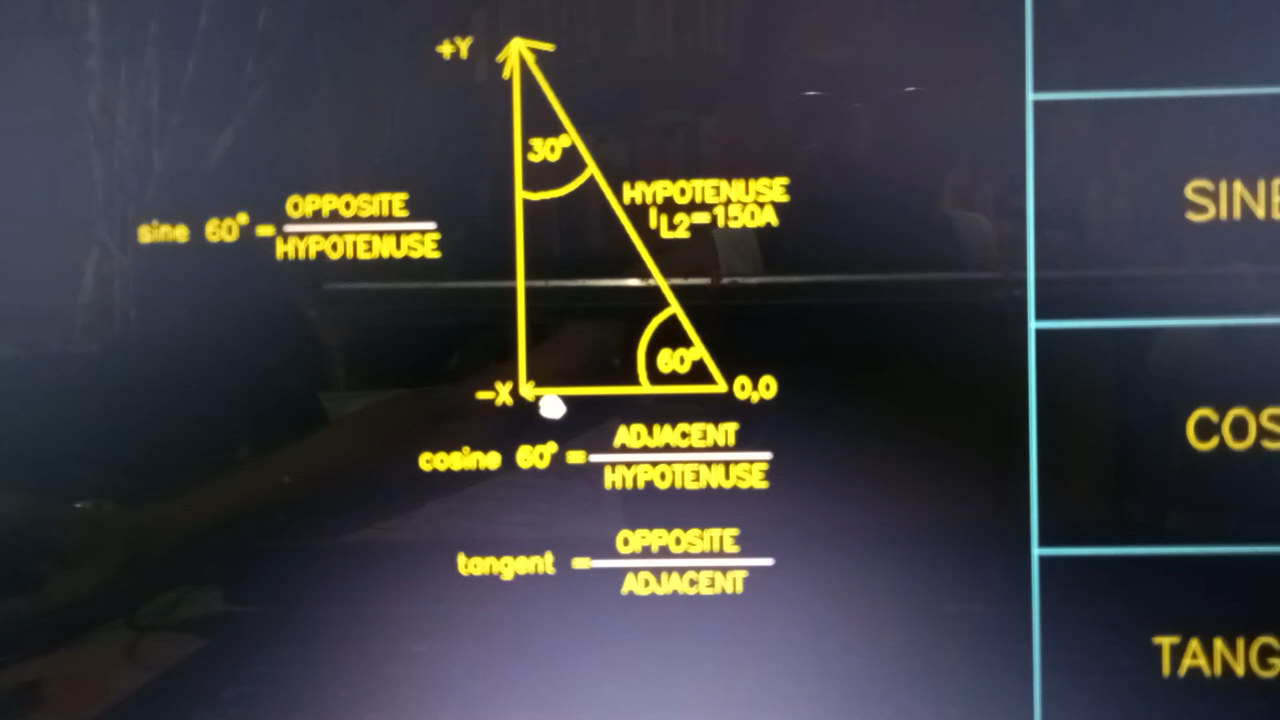 +Y
30°
HYPOTENUSE
IL2=150A
sine 60°= OPPOSITE
HYPOTENUSE
60°
-X
0,0
cosine 60°= ADJACENT
HYPOTENUSE
tangent = OPPOSITE
ADJACENT
SINE
COS
TANG